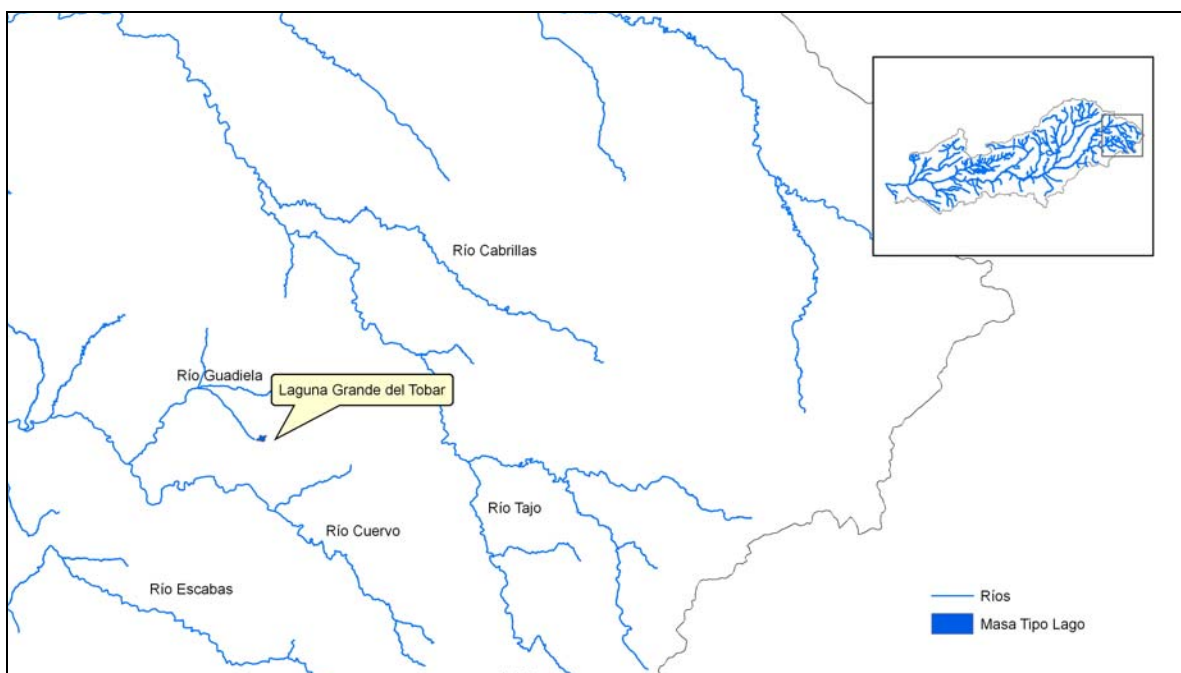 Río Cabrillas
Río Guadiela
Laguna Grande del Tobar
Río Tajo
Río Cuervo
Río Escabas
Ríos
Masa Tipo Lago